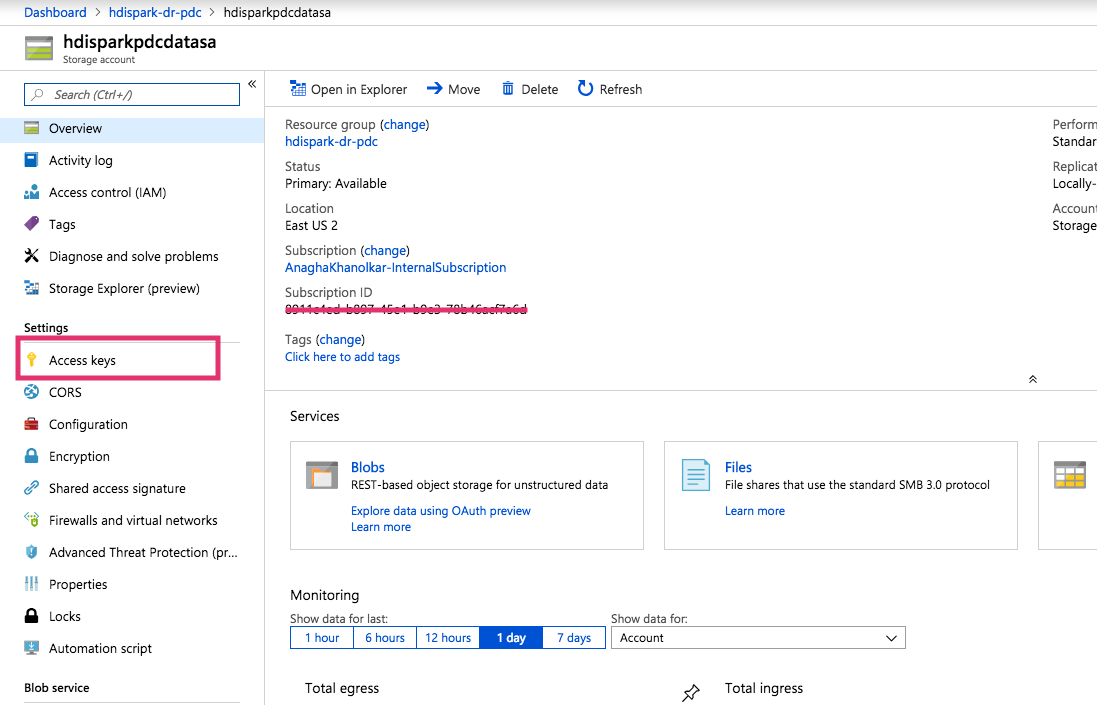 Dashboard > hdispark-dr-pdc > hdisparkpdcdatasa
hdisparkpdcdatasa
Storage account
Search (Ctrl+/)
«
Overview
Activity log
Access control (IAM)
Tags
Diagnose and solve problems
Storage Explorer (preview)
Settings
Access keys
CORS
Configuration
Encryption
Shared access signature
Firewalls and virtual networks
Advanced Threat Protection (pr...
Properties
Locks
Automation script
Blob service
Open in Explorer Move Delete Refresh
Resource group (change)
hdispark-dr-pdc
Status
Primary: Available
Location
East US 2
Subscription (change)
AnaghaKhanolkar-InternalSubscription
Subscription ID
Tags (change)
Click here to add tags
Perform
Standar
Replicat
Locally-
Account
Storage
Services
Blobs
REST-based object storage for unstructured data
Explore data using OAuth preview
Learn more
Files
File shares that use the standard SMB 3.0 protocol
Learn more
Monitoring
Show data for last:
1 hour 6 hours 12 hours 1 day 7 days
Show data for:
Account
Total egress
Total ingress